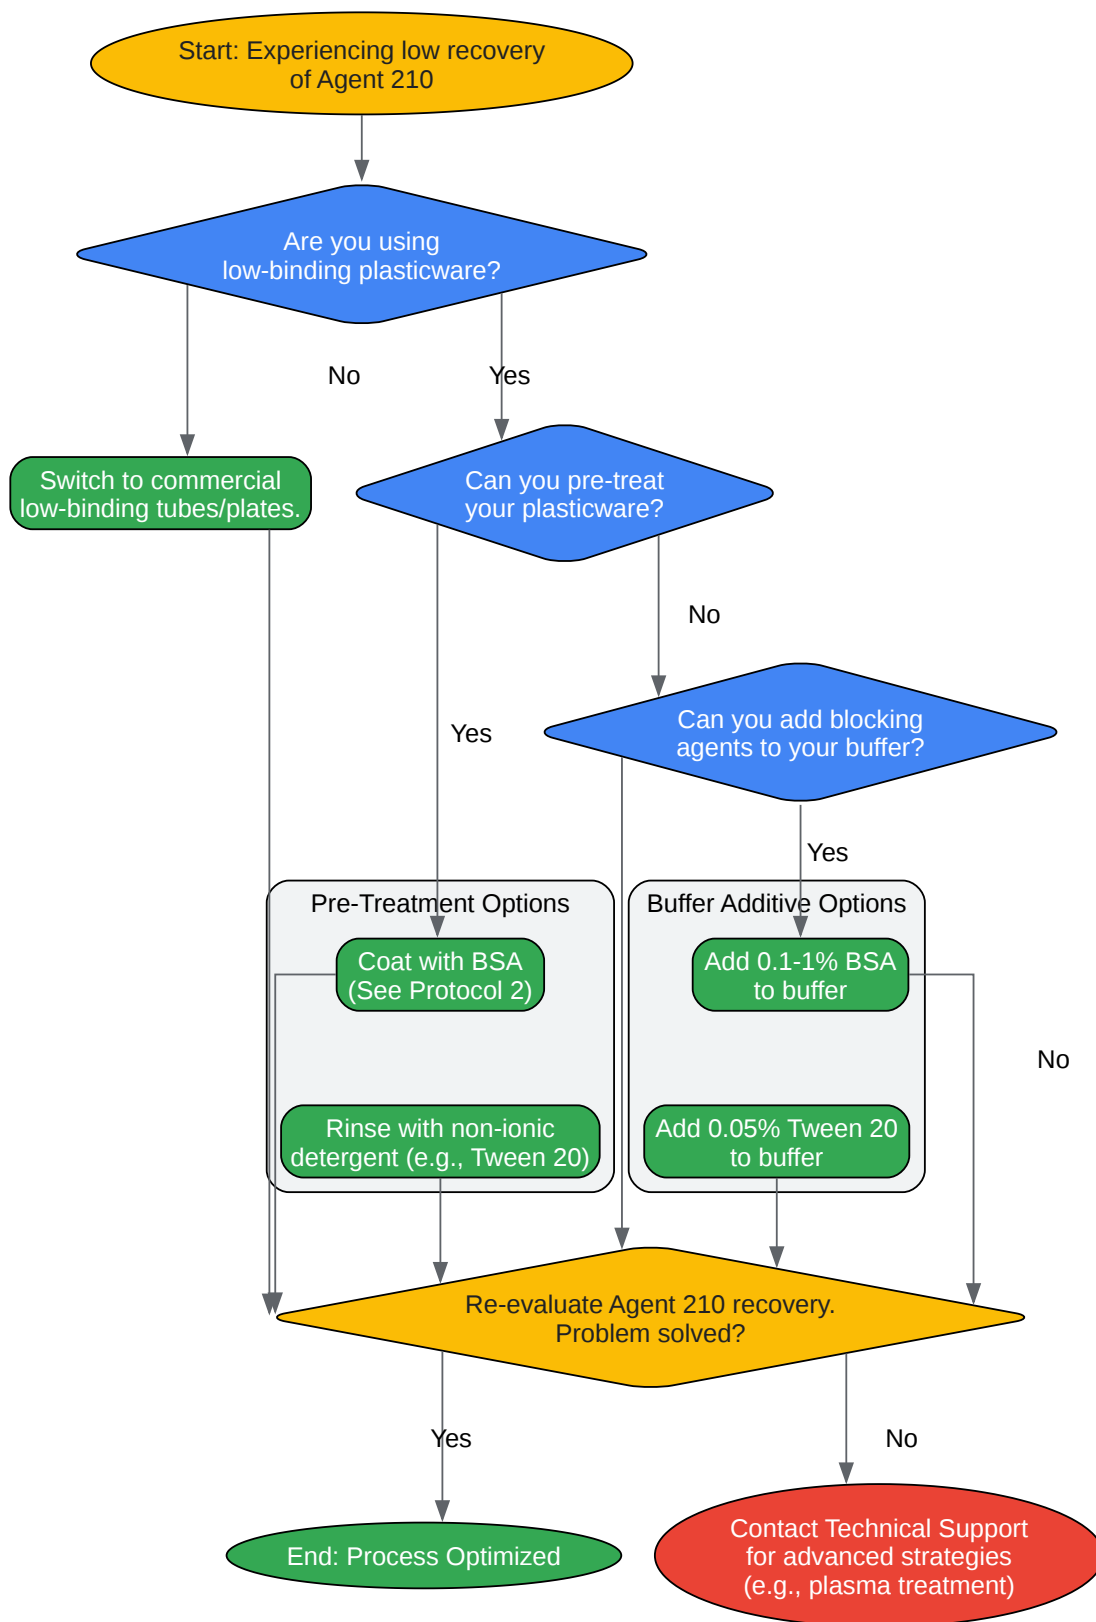 Start: Experiencing low recovery
of Agent 210
Are you using
low-binding plasticware?
No
Yes
Switch to commercial
low-binding tubes/plates.
Can you pre-treat
your plasticware?
No
Can you add blocking
agents to your buffer?
Yes
Yes
Pre-Treatment Options
Buffer Additive Options
Coat with BSA
(See Protocol 2)
Add 0.1-1% BSA
to buffer
No
Rinse with non-ionic
detergent (e.g., Tween 20)
Add 0.05% Tween 20
to buffer
Re-evaluate Agent 210 recovery.
Problem solved?
Yes
No
End: Process Optimized
Contact Technical Support
for advanced strategies
(e.g., plasma treatment)